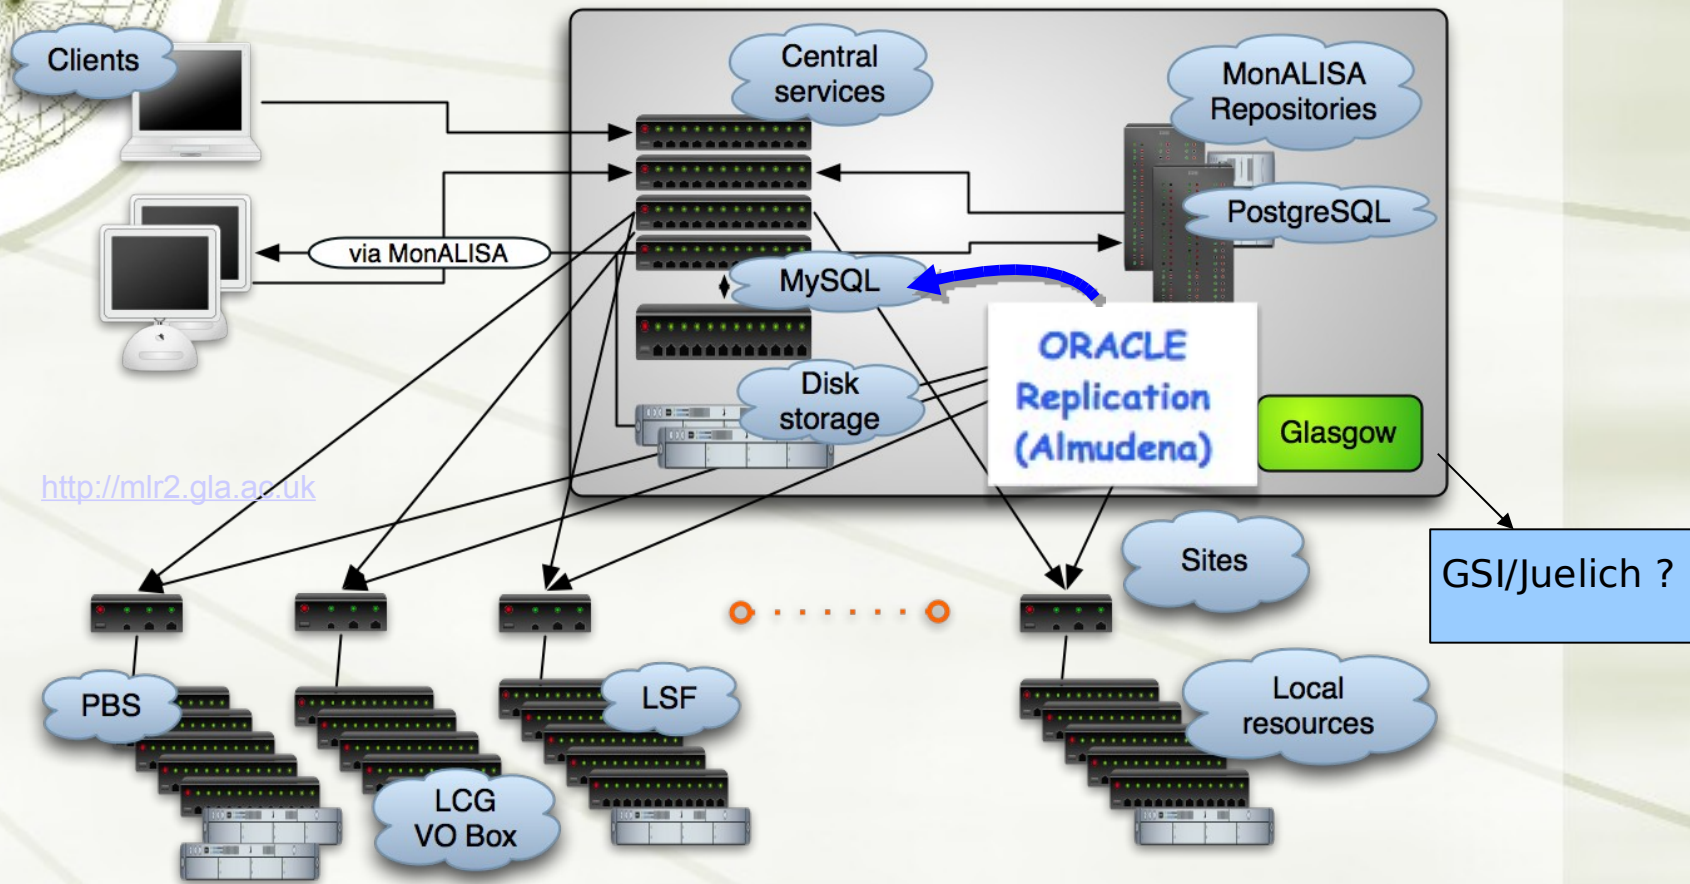 Clients
Central
services
MonALISA
Repositories
PostgreSQL
via MonALISA
MySQL
ORACLE
Replication
(Almudena)
Disk
storage
Glasgow
http://mlr2.gla.ac.uk
Sites
GSI/Juelich ?
PBS
LSF
Local
resources
LCG
VO Box